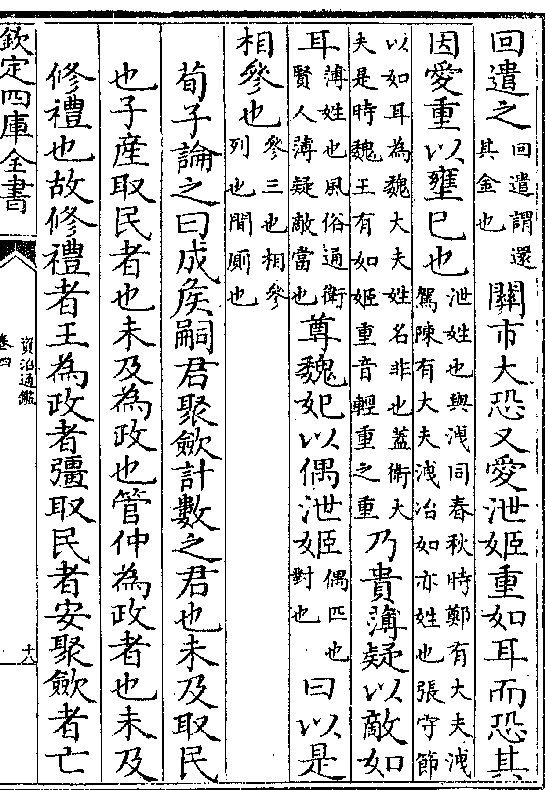 回遣之回遣謂還其金也關市大恐又愛泄姬重如耳而恐其
因愛重以壅巳也泄姓也與洩同春秋時鄭有大夫洩駕陳有大夫洩冶如亦姓也張守節
以如耳為魏大夫姓名非也蓋衛大夫是時魏王有如姬重音輕重之重乃貴薄疑以敵如
耳薄姓也風俗通衛賢人薄疑敵當也尊魏妃以偶泄姬偶匹也對也曰以是
相參也參三也相參列也間厠也
荀子論之曰成矦嗣君聚斂計數之君也未及取民
也子產取民者也未及為政也管仲為政者也未及
修禮也故修禮者王為政者彊取民者安聚斂者亡
欽定四庫全書
資治通鑑
卷四
十八